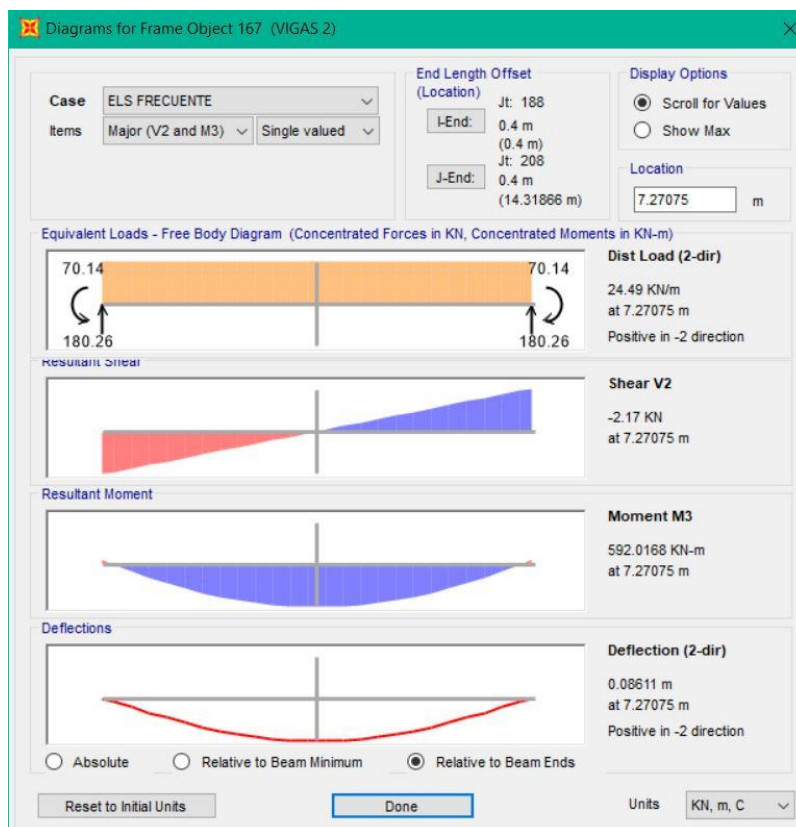 Diagrams for Frame Object 167 (VIGAS 2)
Case ELS FRECUENTE
Items Major (V2 and M3) Single valued
End Length Offset
(Location)
Jt: 188
I-End: 0.4 m
(0.4 m)
Jt: 208
J-End: 0.4 m
(14.31866 m)
Display Options
Scroll for Values
Show Max
Location
7.27075 m
Equivalent Loads - Free Body Diagram (Concentrated Forces in KN, Concentrated Moments in KN-m)
70.14 70.14
180.26 180.26
Dist Load (2-dir)
24.49 KN/m
at 7.27075 m
Positive in -2 direction
Resultant Shear
Shear V2
-2.17 KN
at 7.27075 m
Resultant Moment
Moment M3
592.0168 KN-m
at 7.27075 m
Deflections
Deflection (2-dir)
0.08611 m
at 7.27075 m
Positive in -2 direction
Absolute Relative to Beam Minimum Relative to Beam Ends
Reset to Initial Units Done Units KN, m, C